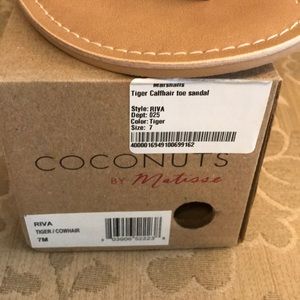 Marshalls
Tiger Calfhair toe sandal
Style: RIVA
Dept: 025
Color: Tiger
Size: 7
4000016949100699162
COCONUTS
BY Matisse
RIVA
TIGER / COWHAIR
7M